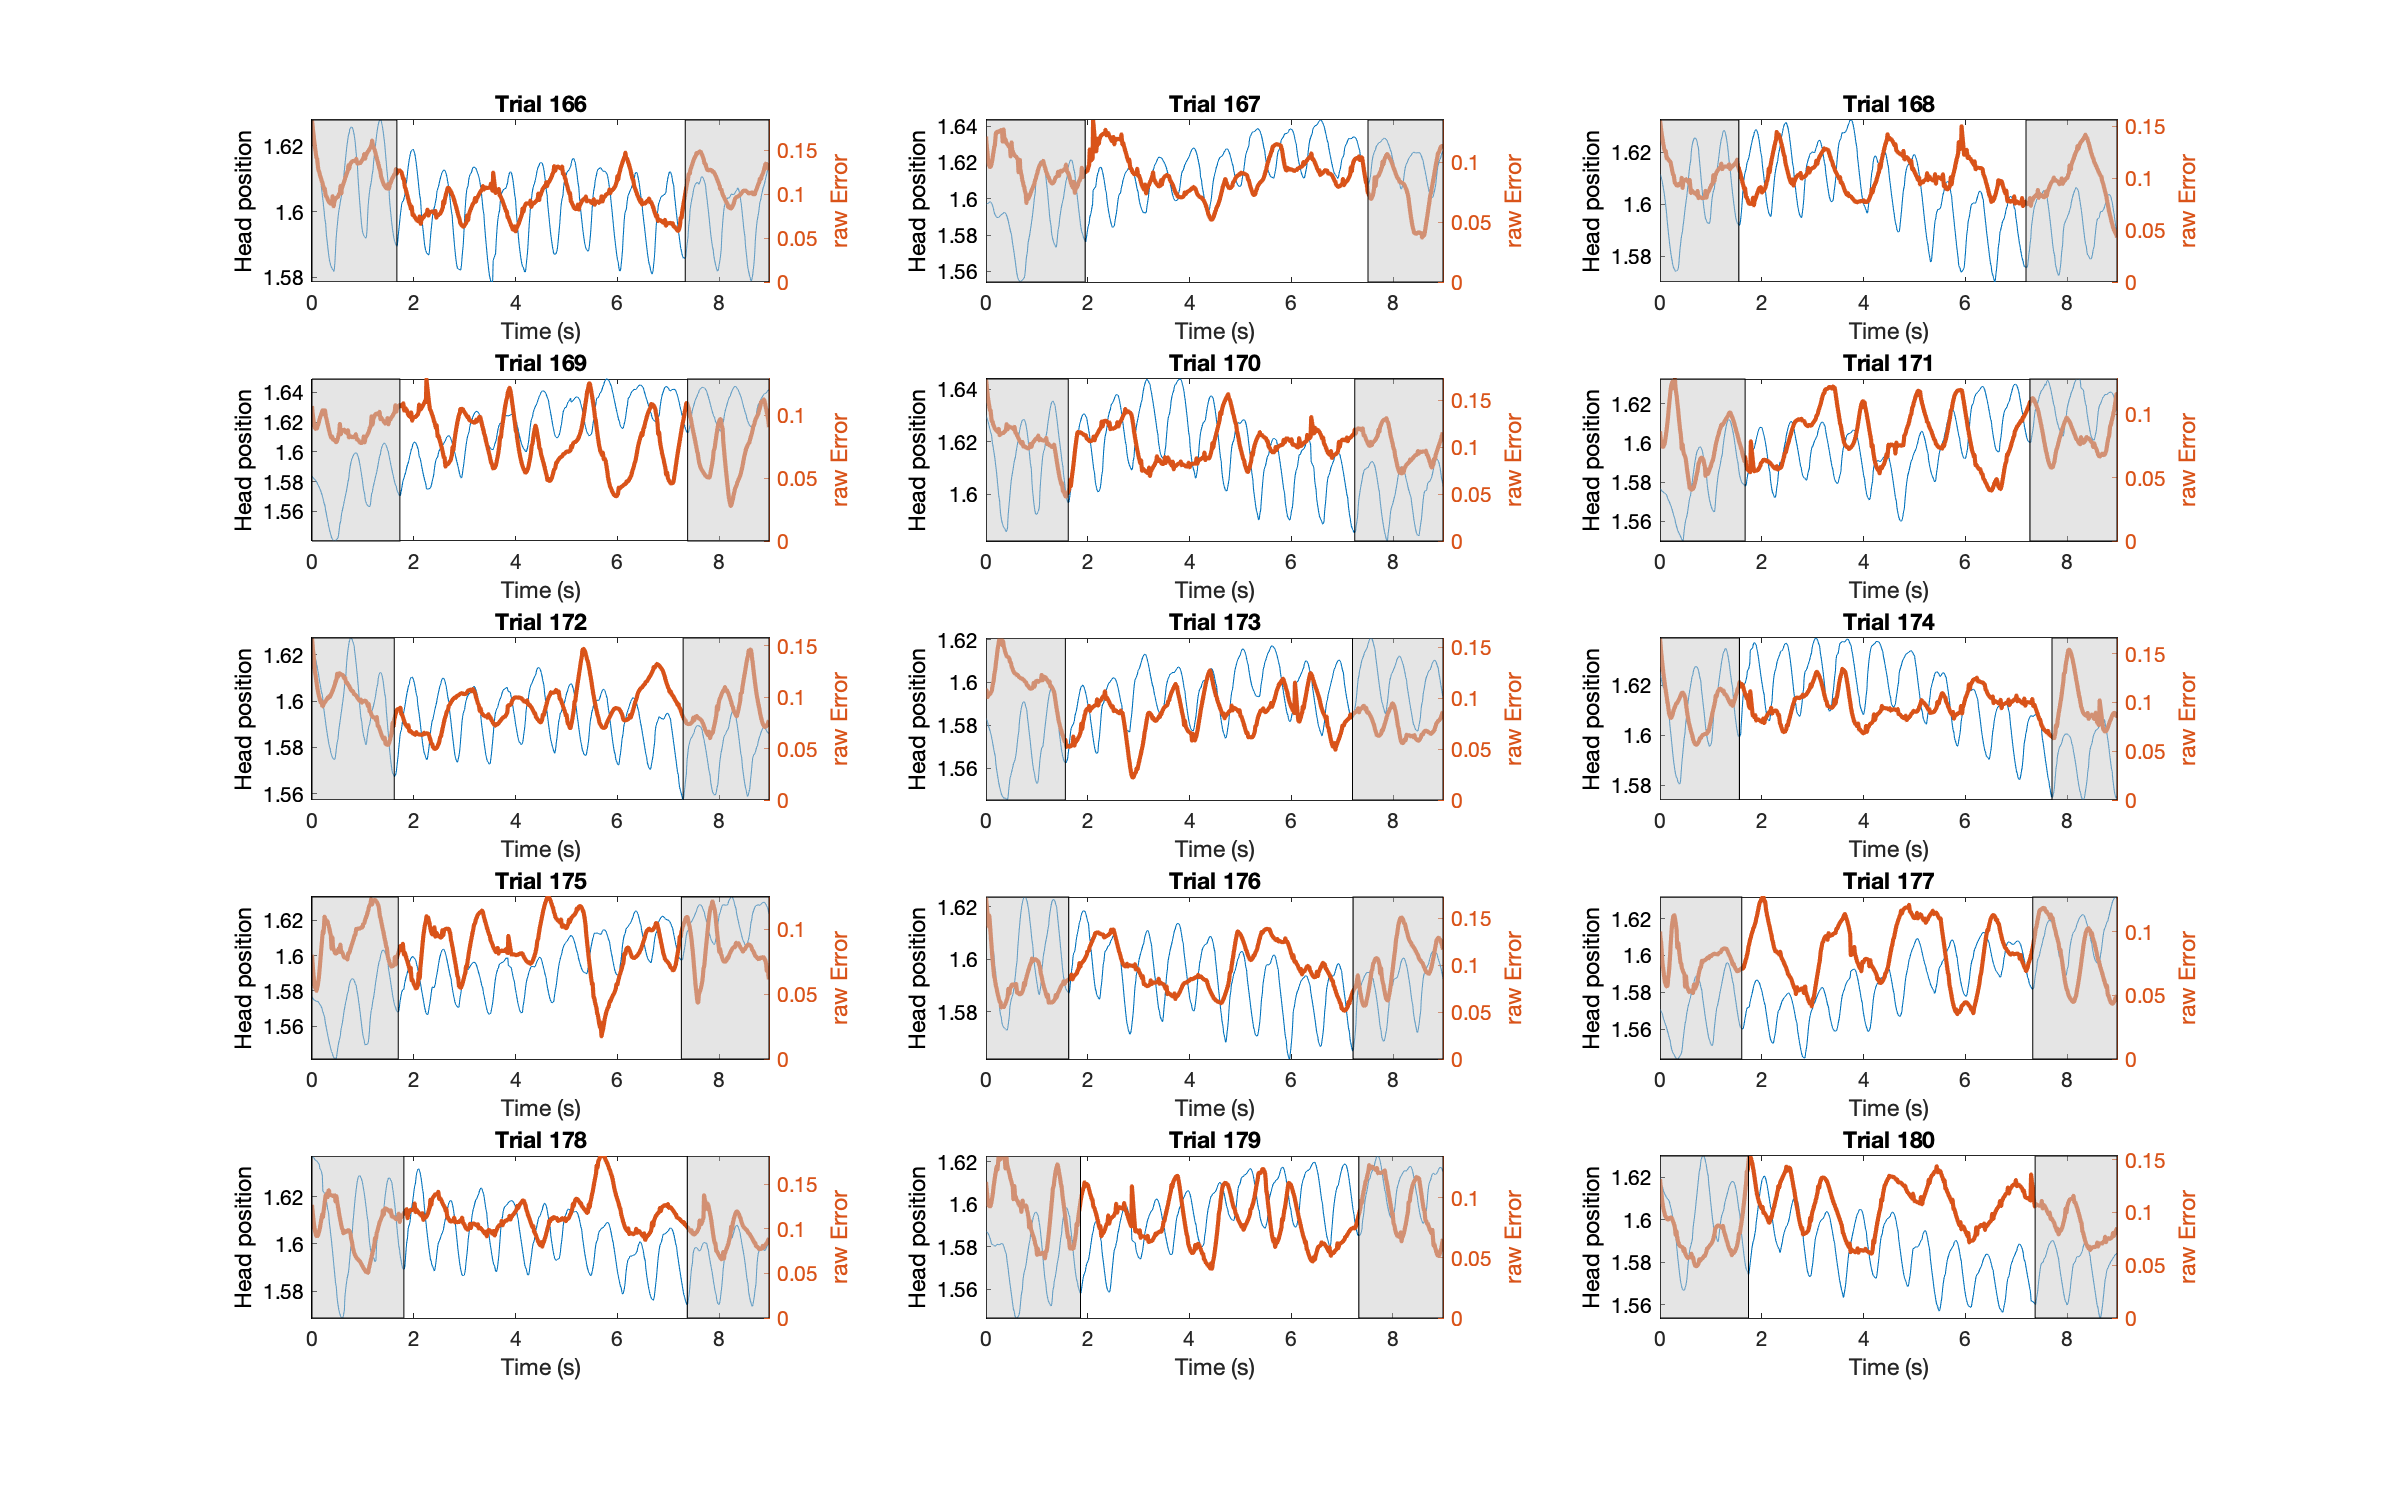 Trial 166
Head position
1.62
1.6
1.58
0.15
0.1
0.05
0
raw Error
0 2 4 6 8
Time (s)
Trial 167
Head position
1.64
1.62
1.6
1.58
1.56
0.1
0.05
0
raw Error
0 2 4 6 8
Time (s)
Trial 168
Head position
1.62
1.6
1.58
0.15
0.1
0.05
0
raw Error
0 2 4 6 8
Time (s)
Trial 169
Head position
1.64
1.62
1.6
1.58
1.56
0.1
0.05
0
raw Error
0 2 4 6 8
Time (s)
Trial 170
Head position
1.64
1.62
1.6
0.15
0.1
0.05
0
raw Error
0 2 4 6 8
Time (s)
Trial 171
Head position
1.62
1.6
1.58
1.56
0.1
0.05
0
raw Error
0 2 4 6 8
Time (s)
Trial 172
Head position
1.62
1.6
1.58
1.56
0.15
0.1
0.05
0
raw Error
0 2 4 6 8
Time (s)
Trial 173
Head position
1.62
1.6
1.58
1.56
0.15
0.1
0.05
0
raw Error
0 2 4 6 8
Time (s)
Trial 174
Head position
1.62
1.6
1.58
0.15
0.1
0.05
0
raw Error
0 2 4 6 8
Time (s)
Trial 175
Head position
1.62
1.6
1.58
1.56
0.1
0.05
0
raw Error
0 2 4 6 8
Time (s)
Trial 176
Head position
1.62
1.6
1.58
0.15
0.1
0.05
0
raw Error
0 2 4 6 8
Time (s)
Trial 177
Head position
1.62
1.6
1.58
1.56
0.1
0.05
0
raw Error
0 2 4 6 8
Time (s)
Trial 178
Head position
1.62
1.6
1.58
0.15
0.1
0.05
0
raw Error
0 2 4 6 8
Time (s)
Trial 179
Head position
1.62
1.6
1.58
1.56
0.1
0.05
0
raw Error
0 2 4 6 8
Time (s)
Trial 180
Head position
1.62
1.6
1.58
1.56
0.15
0.1
0.05
0
raw Error
0 2 4 6 8
Time (s)